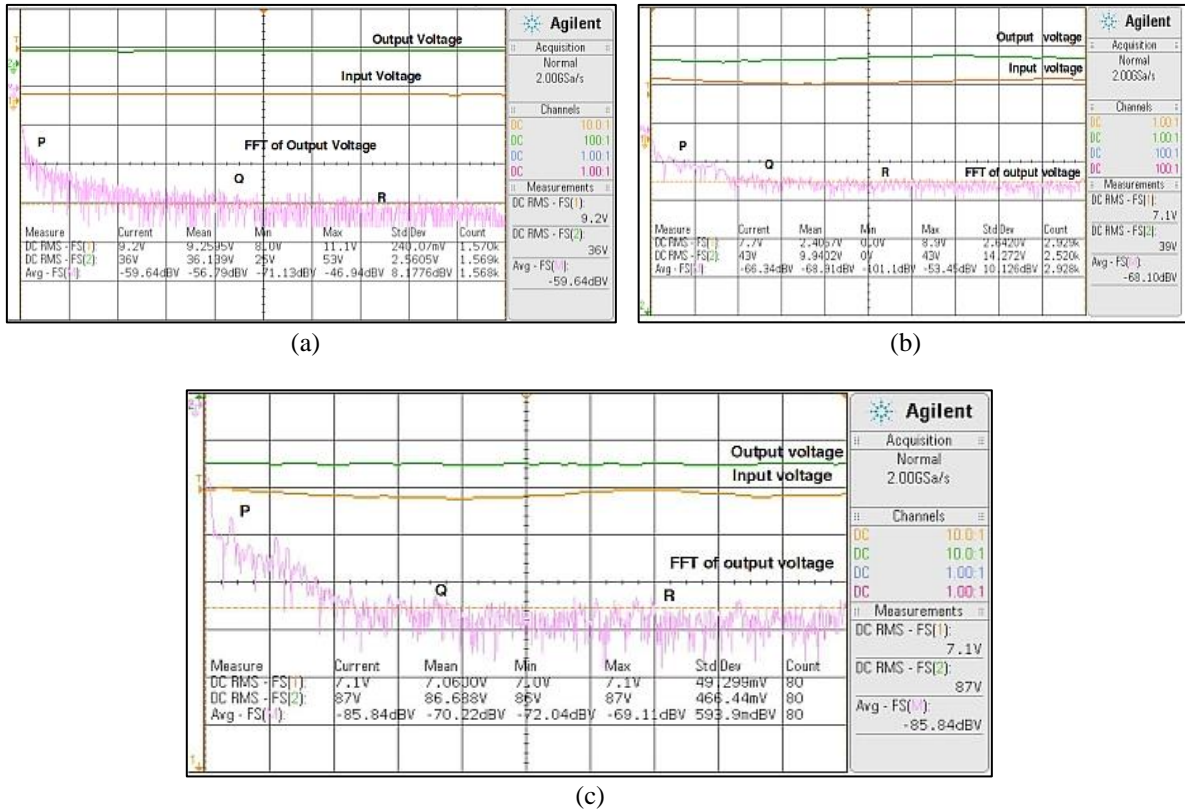 Agilent
Output Voltage
Acquisition
Normal
2.00GSa/s
Input Voltage
Channels
DC 10.0:1
DC 100:1
DC 1.00:1
DC 1.00:1
P
FFT of Output Voltage
Q
R
Measurements
DC RMS - FS(1):
9.2V
DC RMS - FS(2):
36V
Avg - FS(M):
-59.64dBV
Measure Current Mean Min Max Std Dev Count
DC RMS - FS(1): 9.2V 9.2595V 8.0V 11.1V 240.07mV 1.570k
DC RMS - FS(2): 36V 36.139V 25V 53V 2.5605V 1.569k
Avg - FS(M): -59.64dBV -56.79dBV -71.13dBV -46.94dBV 8.1776dBV 1.568k
(a)
Agilent
Output voltage
Acquisition
Normal
2.00GSa/s
Input voltage
Channels
DC 1.00:1
DC 1.00:1
DC 100:1
DC 100:1
P
Q
R
FFT of output voltage
Measurements
DC RMS - FS(1):
7.1V
DC RMS - FS(2):
39V
Avg - FS(M):
-68.10dBV
Measure Current Mean Min Max Std Dev Count
DC RMS - FS(1): 7.7V 2.4057V 0.0V 8.9V 2.6420V 2.929k
DC RMS - FS(2): 43V 9.9402V 0V 43V 14.272V 2.520k
Avg - FS(M): -66.34dBV -68.91dBV -101.1dBV -53.45dBV 10.126dBV 2.928k
(b)
Agilent
Acquisition
Normal
2.00GSa/s
Output voltage
Input voltage
Channels
DC 10.0:1
DC 10.0:1
DC 1.00:1
DC 1.00:1
P
FFT of output voltage
Q
R
Measurements
DC RMS - FS(1):
7.1V
DC RMS - FS(2):
87V
Avg - FS(M):
-85.84dBV
Measure Current Mean Min Max Std Dev Count
DC RMS - FS(1): 7.1V 7.0600V 7.0V 7.1V 49.299mV 80
DC RMS - FS(2): 87V 86.688V 86V 87V 466.44mV 80
Avg - FS(M): -85.84dBV -70.22dBV -72.04dBV -69.11dBV 593.9mdBV 80
(c)